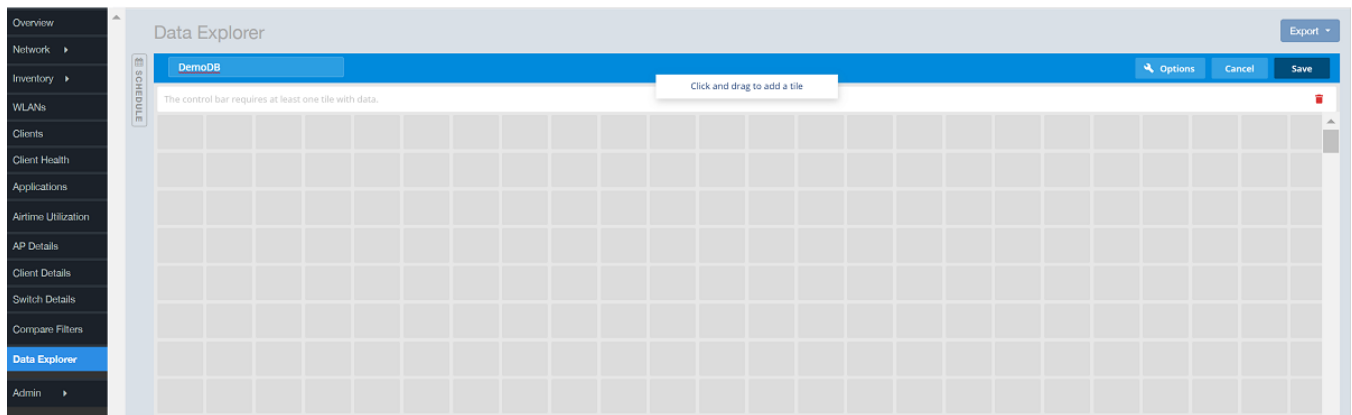 Overview
Network
Inventory
WLANs
Clients
Client Health
Applications
Airtime Utilization
AP Details
Client Details
Switch Details
Compare Filters
Data Explorer
Admin
Data Explorer
Export
SCHEDULE
DemoDB
Options
Cancel
Save
Click and drag to add a tile
The control bar requires at least one tile with data.